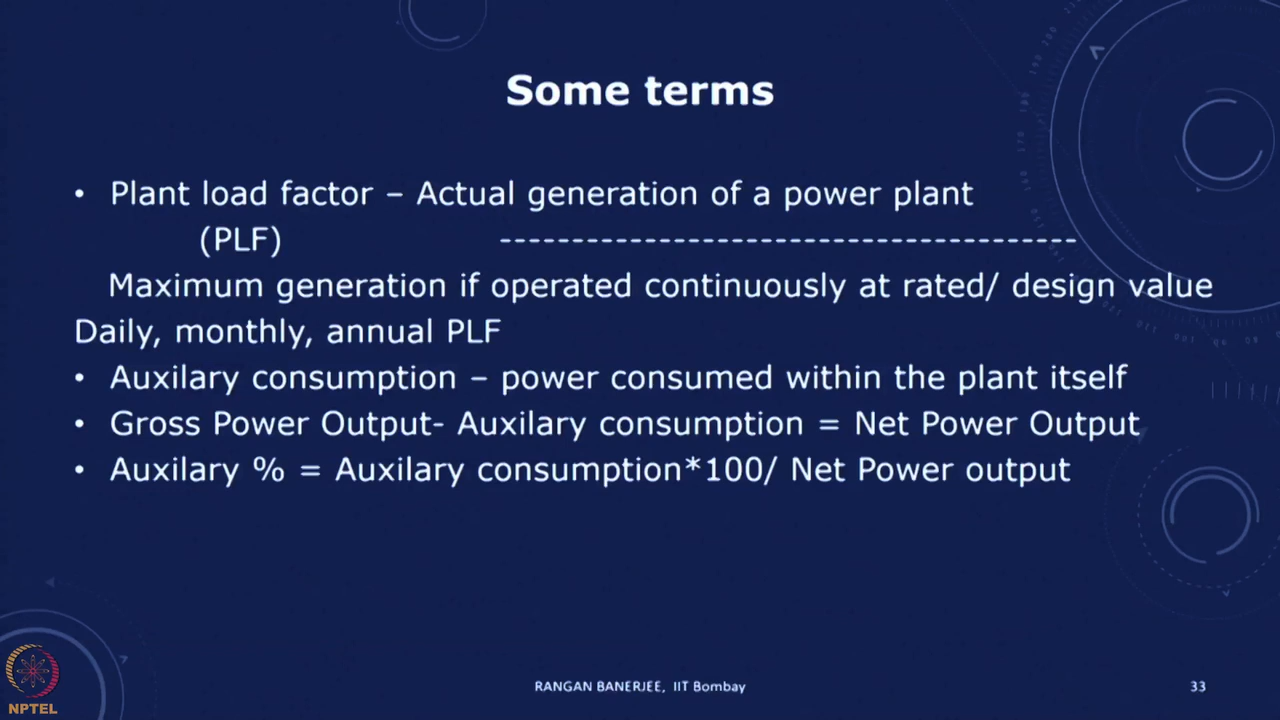 Some terms
• Plant load factor – Actual generation of a power plant
(PLF) ----------------------------------------
Maximum generation if operated continuously at rated/ design value
Daily, monthly, annual PLF
• Auxilary consumption – power consumed within the plant itself
• Gross Power Output- Auxilary consumption = Net Power Output
• Auxilary % = Auxilary consumption*100/ Net Power output
RANGAN BANERJEE, IIT Bombay
33
NPTEL